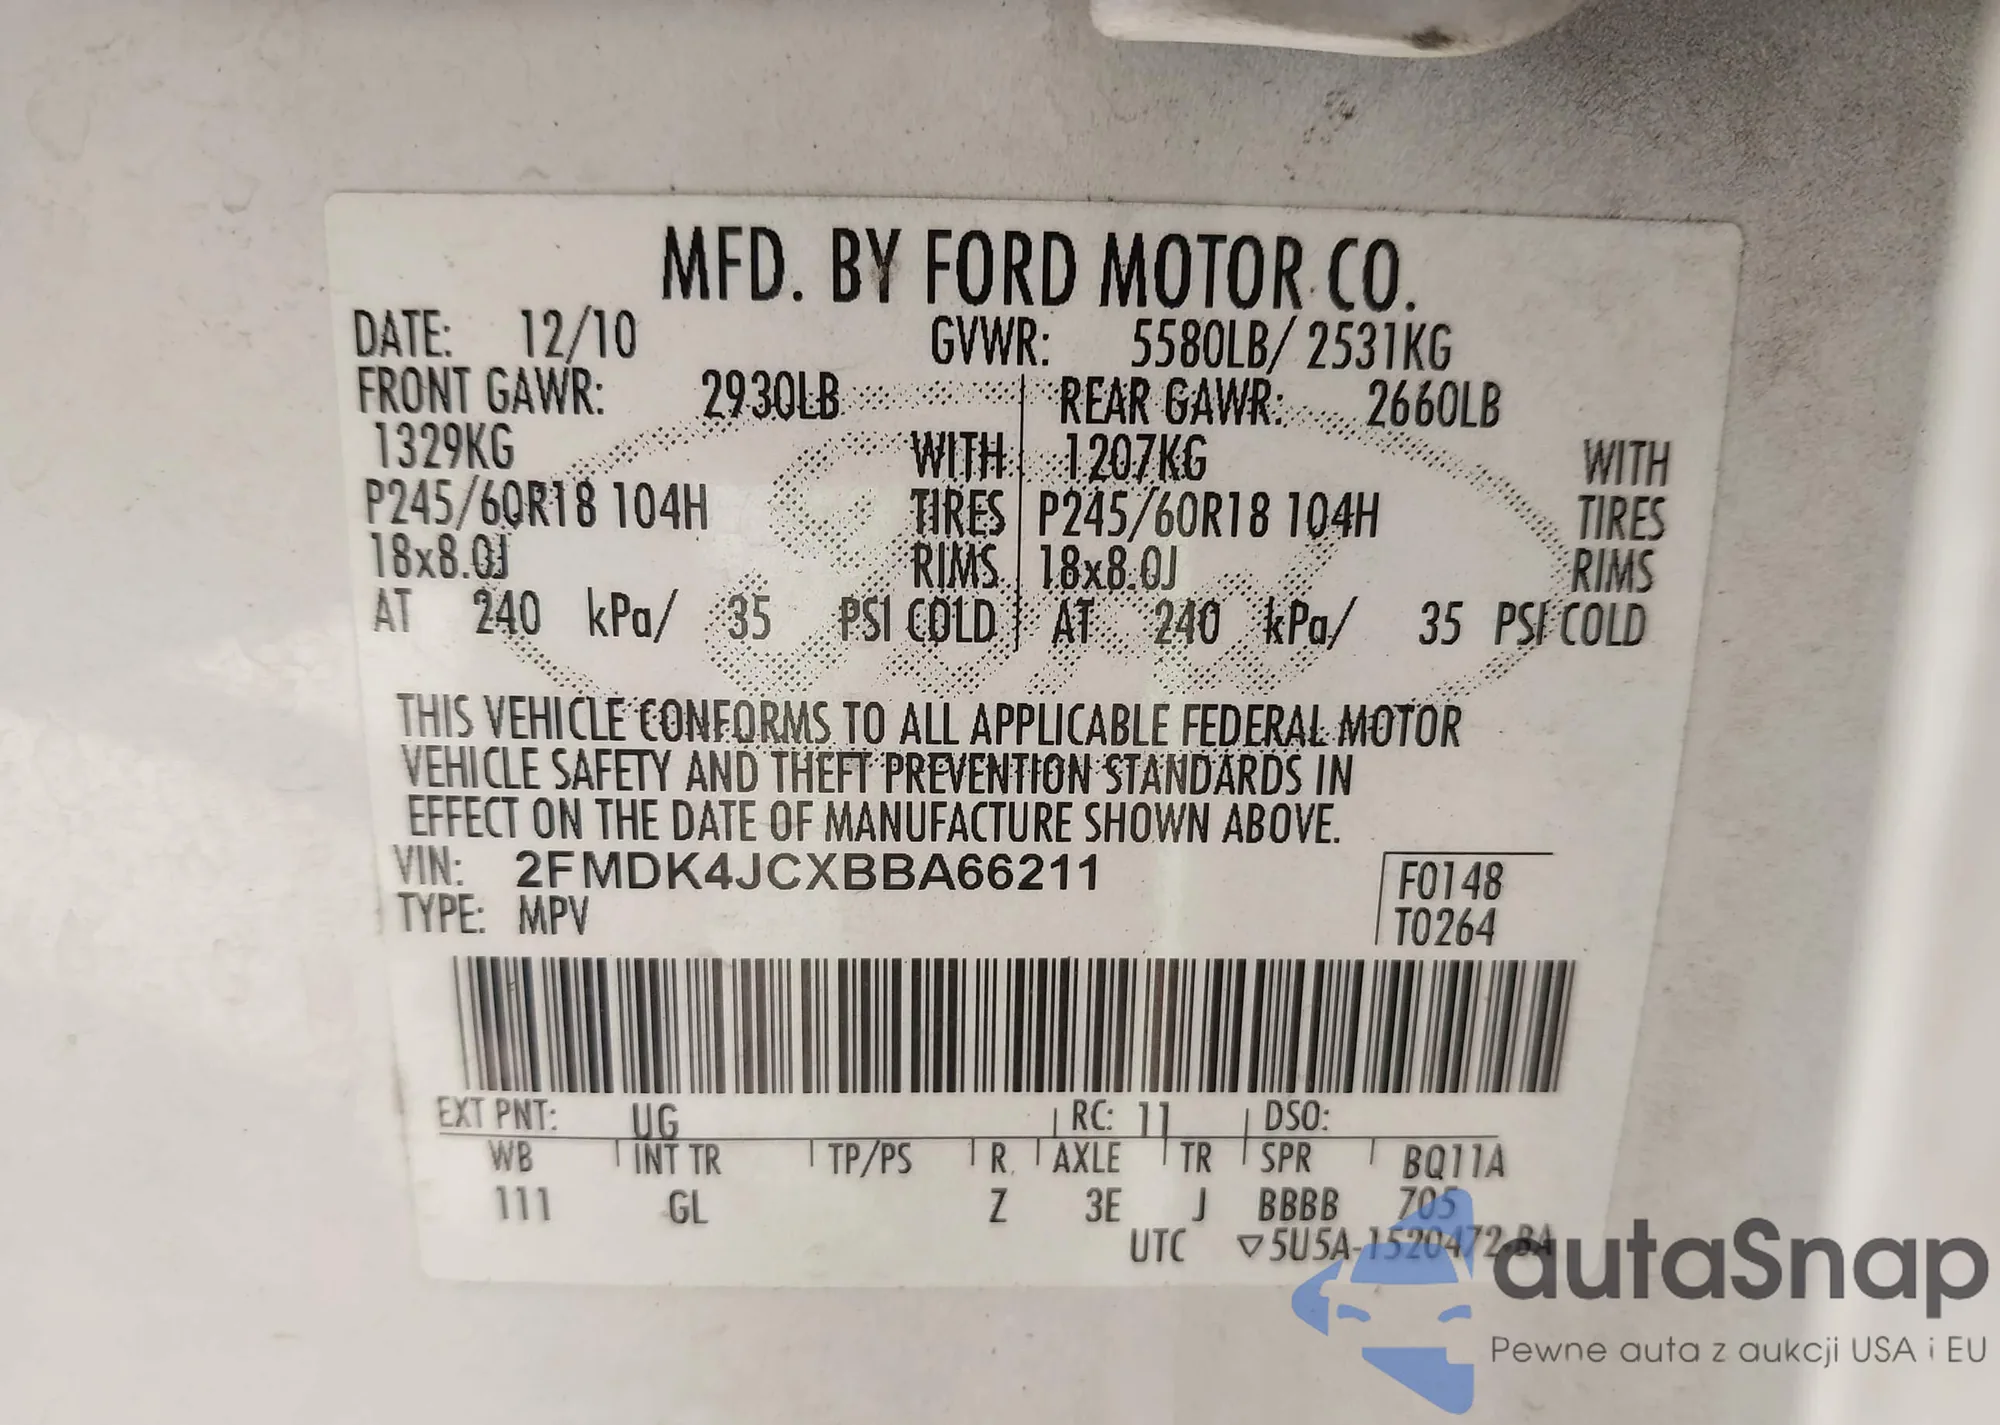 MFD. BY FORD MOTOR CO.
DATE: 12/10 GVWR: 5580LB/ 2531KG
FRONT GAWR: 2930LB REAR GAWR: 2660LB
1329KG WITH 1207KG WITH
P245/60R18 104H TIRES P245/60R18 104H TIRES
18x8.0J RIMS 18x8.0J RIMS
AT 240 kPa/ 35 PSI COLD AT 240 kPa/ 35 PSI COLD
THIS VEHICLE CONFORMS TO ALL APPLICABLE FEDERAL MOTOR
VEHICLE SAFETY AND THEFT PREVENTION STANDARDS IN
EFFECT ON THE DATE OF MANUFACTURE SHOWN ABOVE.
VIN: 2FMDK4JCXBBA66211 F0148
TYPE: MPV T0264
EXT PNT: UG RC: 11 DSO:
WB INT TR TP/PS R AXLE TR SPR BQ11A
111 GL Z 3E J BBBB 705
UTC ▽5U5A-1520472-BA
autaSnap
Pewne auta z aukcji USA i EU